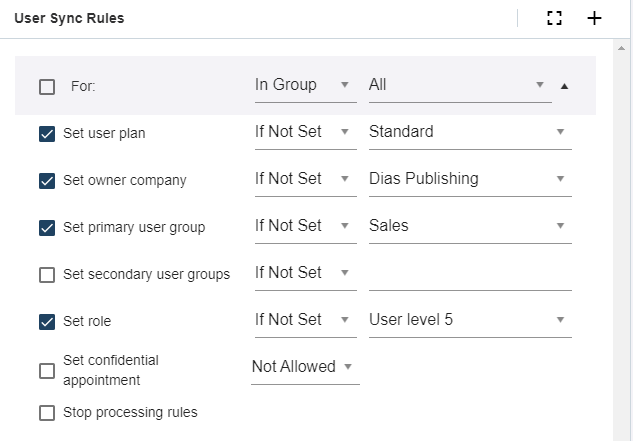 User Sync Rules
For: In Group All
Set user plan If Not Set Standard
Set owner company If Not Set Dias Publishing
Set primary user group If Not Set Sales
Set secondary user groups If Not Set
Set role If Not Set User level 5
Set confidential
appointment Not Allowed
Stop processing rules